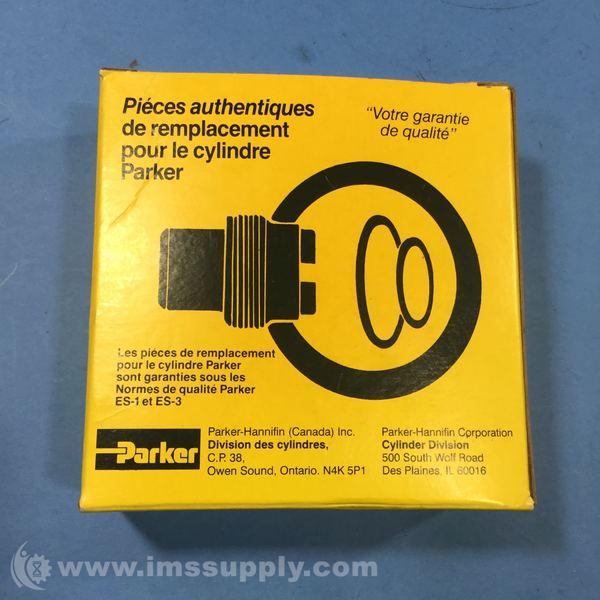 Piéces authentiques
de remplacement
pour le cylindre
Parker
"Votre garantie
de qualité"
Les piéces de remplacement
pour le cylindre Parker
sont garanties sous les
Normes de qualité Parker
ES-1 et ES-3
Parker
Parker-Hannifin (Canada) Inc.
Division des cylindres,
C.P. 38,
Owen Sound, Ontario. N4K 5P1
Parker-Hannifin Corporation
Cylinder Division
500 South Wolf Road
Des Plaines, IL 60016
www.imssupply.com/